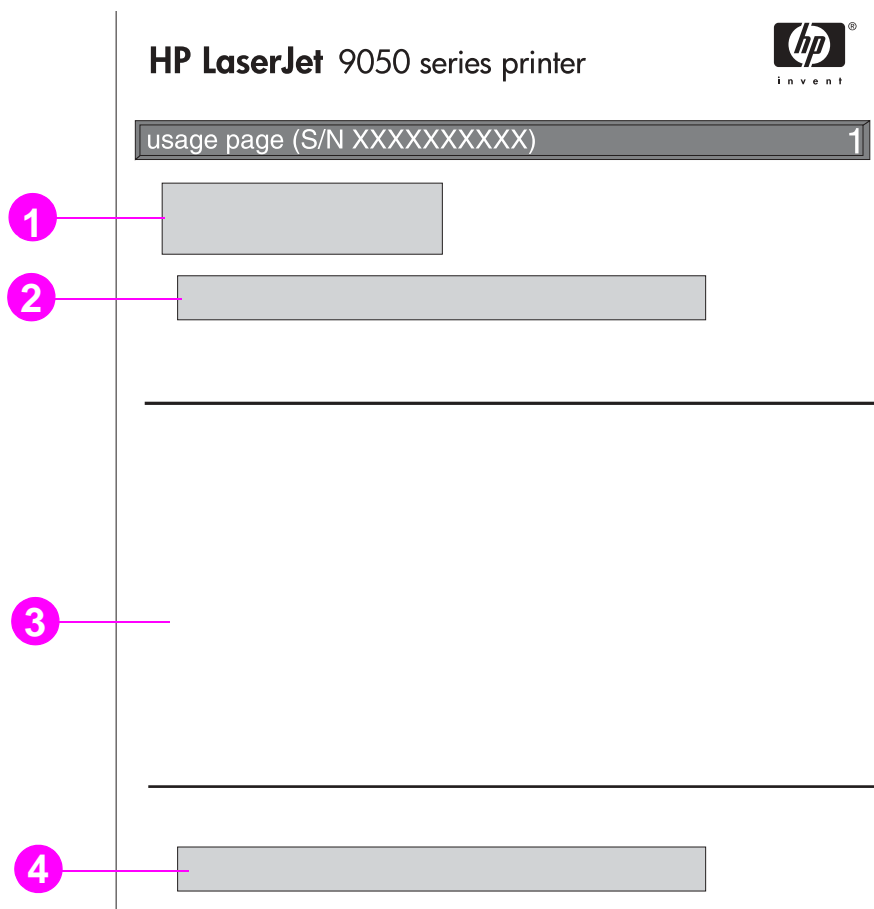 HP LaserJet 9050 series printer
hp ®
invent
usage page (S/N XXXXXXXXXX) 1
1
2
3
4